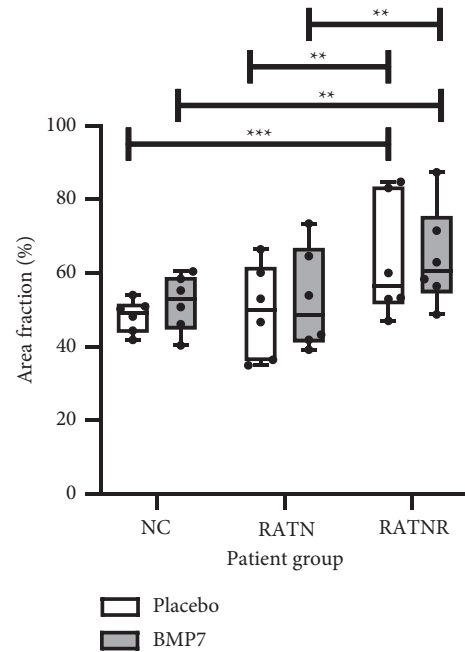 **
**
**
***
100
80
60
40
20
0
Area fraction (%)
NC RATN RATNR
Patient group
Placebo
BMP7